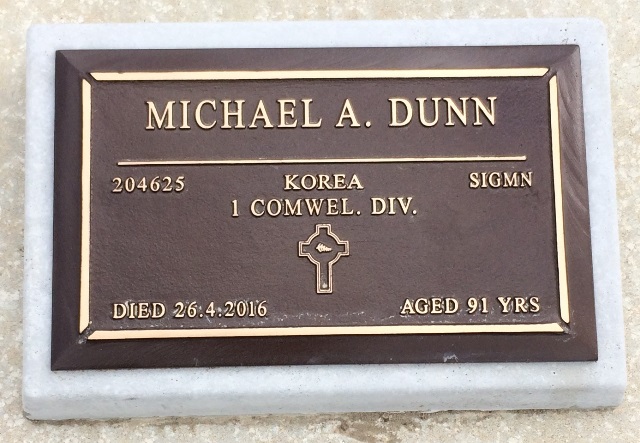 MICHAEL A. DUNN
204625 KOREA SIGMN
1 COMWEL. DIV.
DIED 26.4.2016 AGED 91 YRS